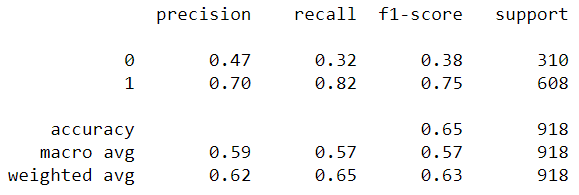 precision recall f1-score support
0 0.47 0.32 0.38 310
1 0.70 0.82 0.75 608
accuracy 0.65 918
macro avg 0.59 0.57 0.57 918
weighted avg 0.62 0.65 0.63 918